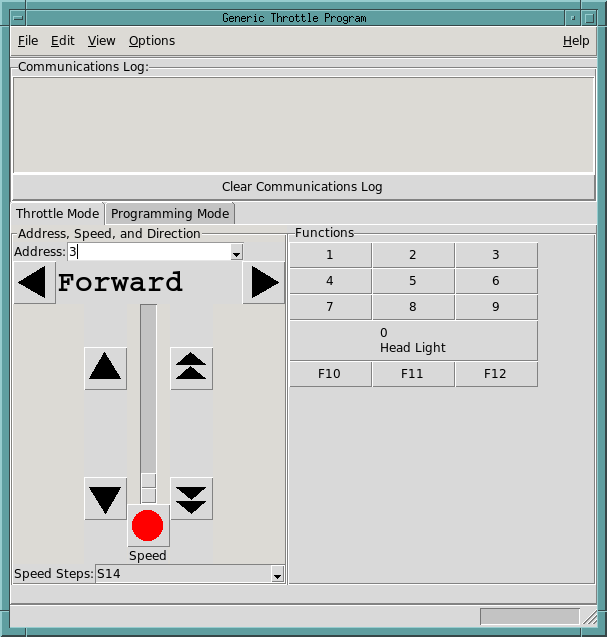 Generic Throttle Program
File Edit View Options Help
Communications Log:
Clear Communications Log
Throttle Mode Programming Mode
Address, Speed, and Direction
Address: 3
Forward
Speed
Speed Steps: S14
Functions
1 2 3
4 5 6
7 8 9
0
Head Light
F10 F11 F12